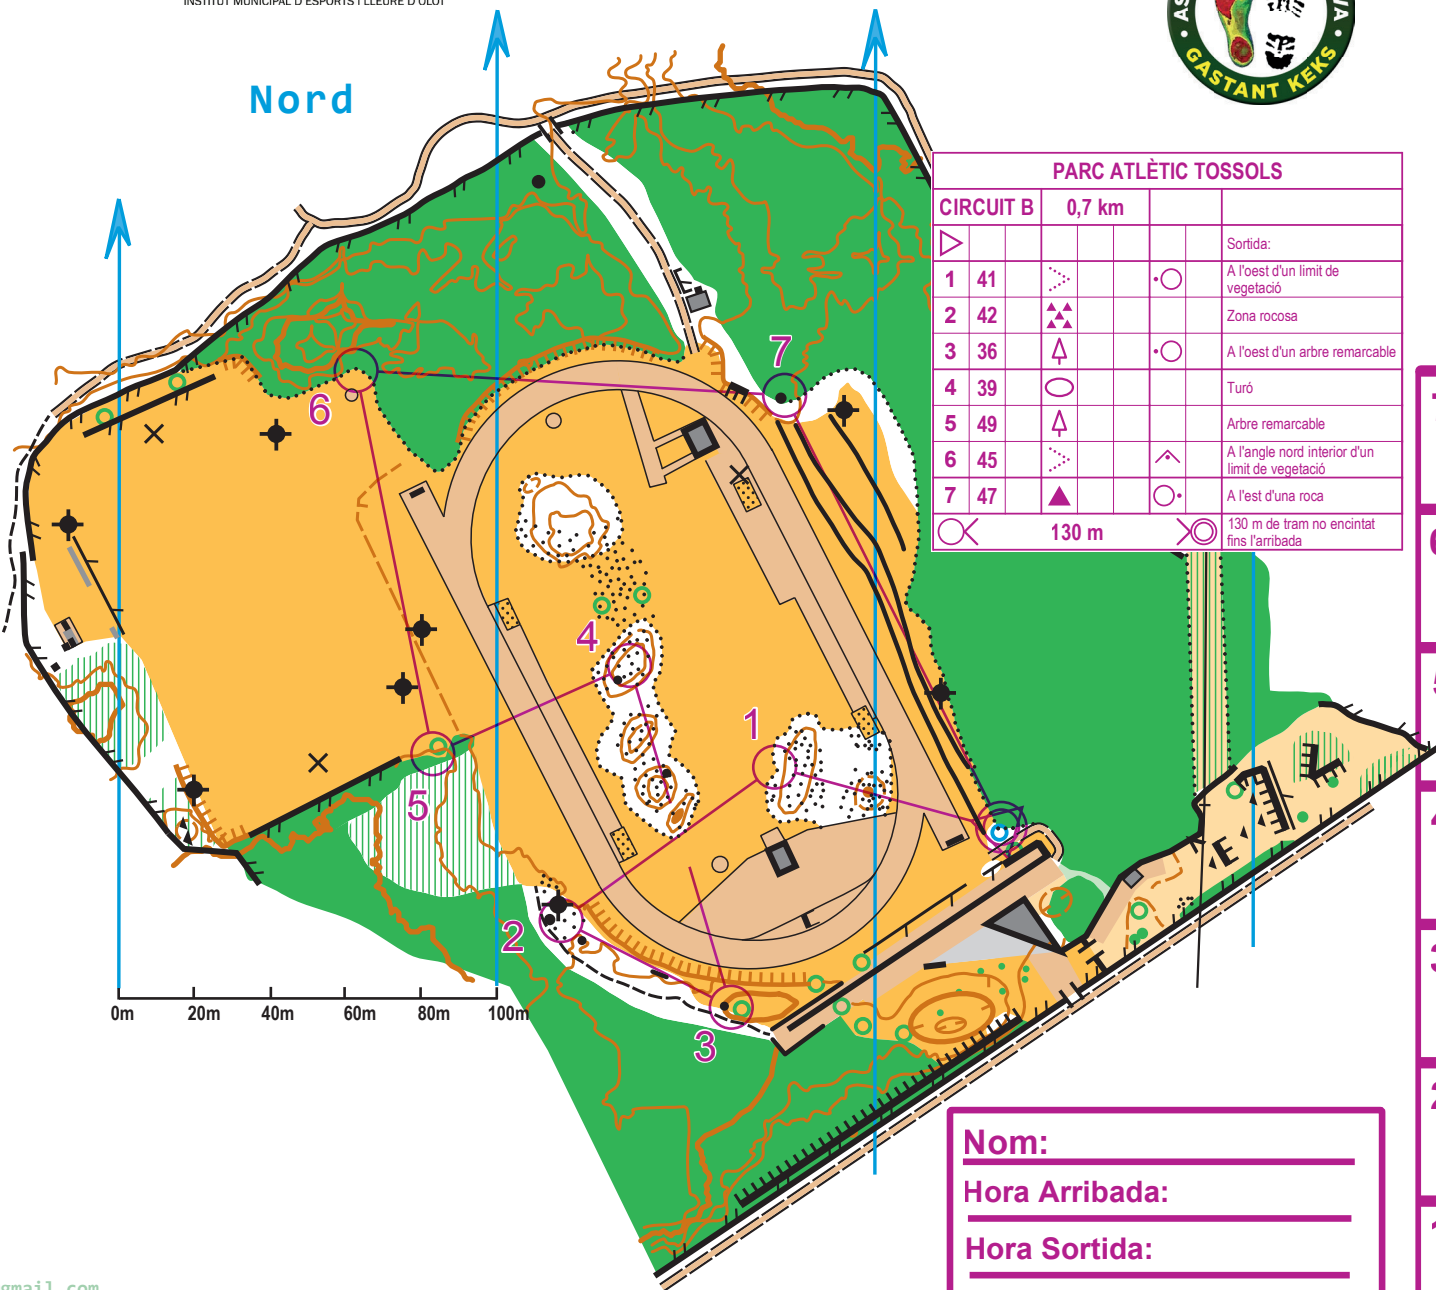 INSTITUT MUNICIPAL D'ESPORTS I LLEURE D'OLOT
Nord
GASTANT KEKS
PARC ATLÈTIC TOSSOLS
CIRCUIT B 0,7 km
Sortida:
1 41 A l'oest d'un limit de
vegetació
2 42 Zona rocosa
3 36 A l'oest d'un arbre remarcable
4 39 Turó
5 49 Arbre remarcable
6 45 A l'angle nord interior d'un
limit de vegetació
7 47 A l'est d'una roca
130 m 130 m de tram no encintat
fins l'arribada
7
6
4
1
5
2
3
0m 20m 40m 60m 80m 100m
Nom:
Hora Arribada:
Hora Sortida:
gmail.com